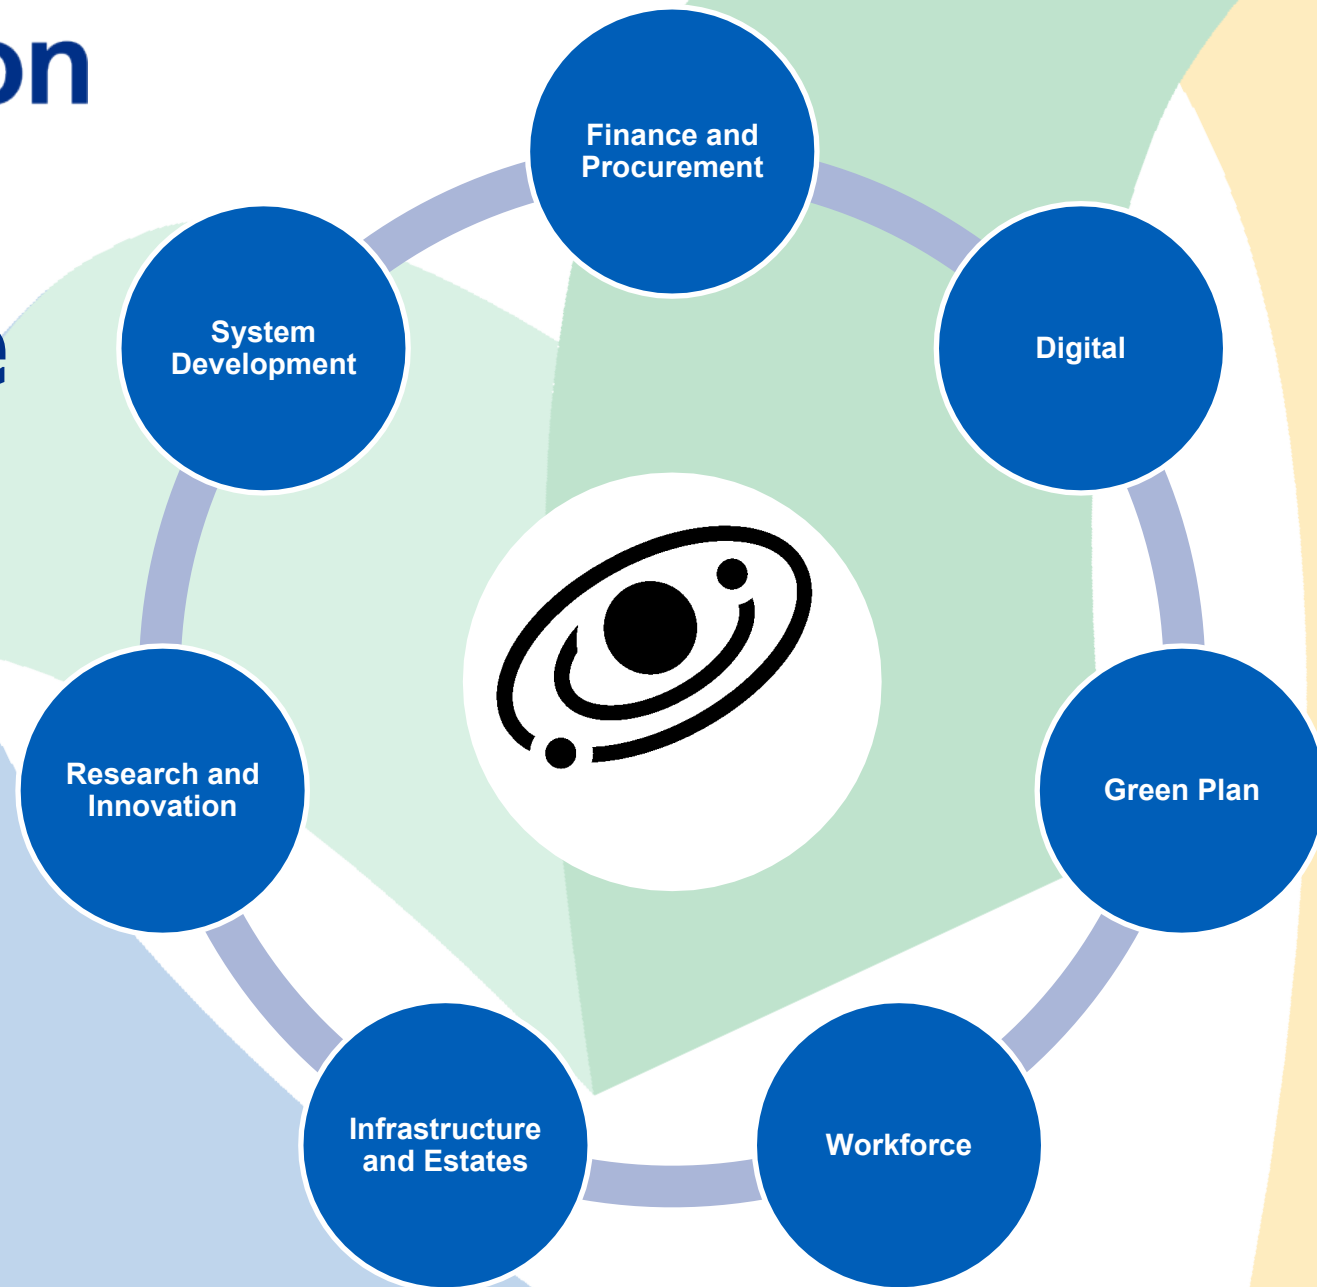 on
Finance and
Procurement
System
Development
Digital
e
Research and
Innovation
Green Plan
Infrastructure
and Estates
Workforce